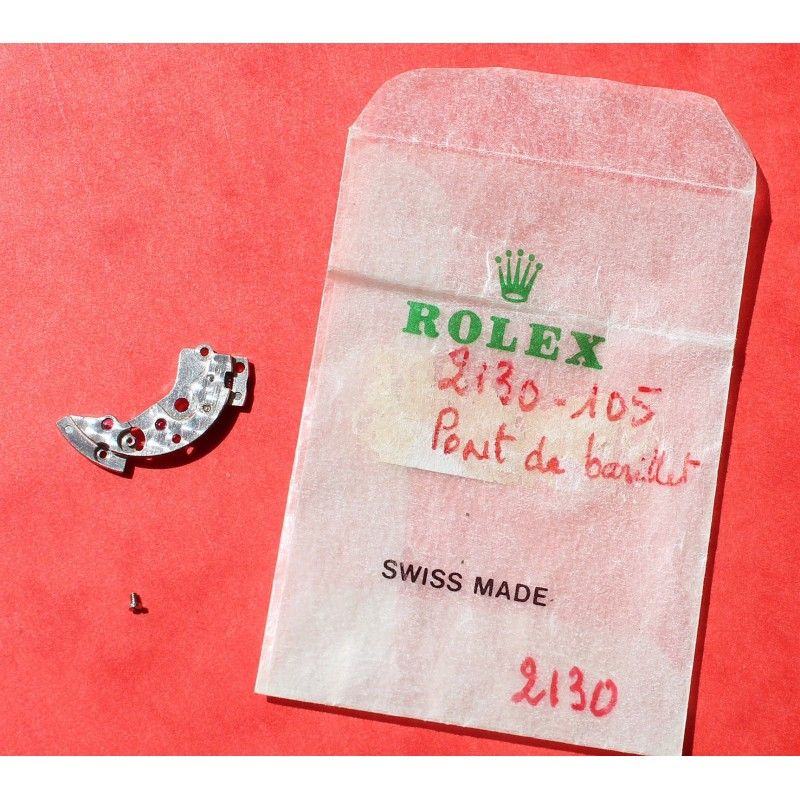 ROLEX
2130-105
Pont de barillet
SWISS MADE
2130